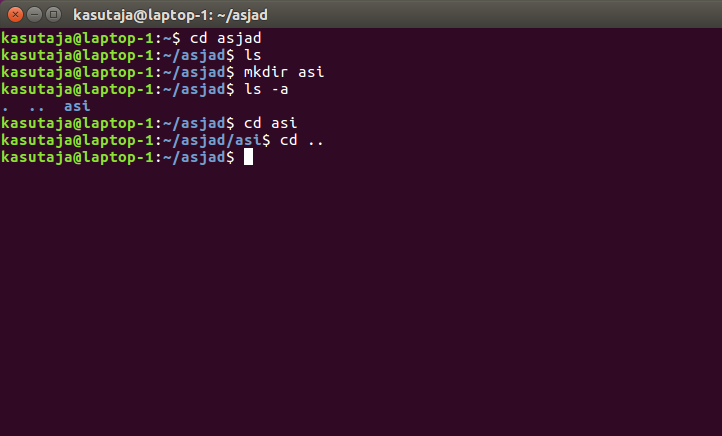 kasutaja@laptop-1: ~/asjad
kasutaja@laptop-1:~$ cd asjad
kasutaja@laptop-1:~/asjad$ ls
kasutaja@laptop-1:~/asjad$ mkdir asi
kasutaja@laptop-1:~/asjad$ ls -a
.  ..  asi
kasutaja@laptop-1:~/asjad$ cd asi
kasutaja@laptop-1:~/asjad/asi$ cd ..
kasutaja@laptop-1:~/asjad$